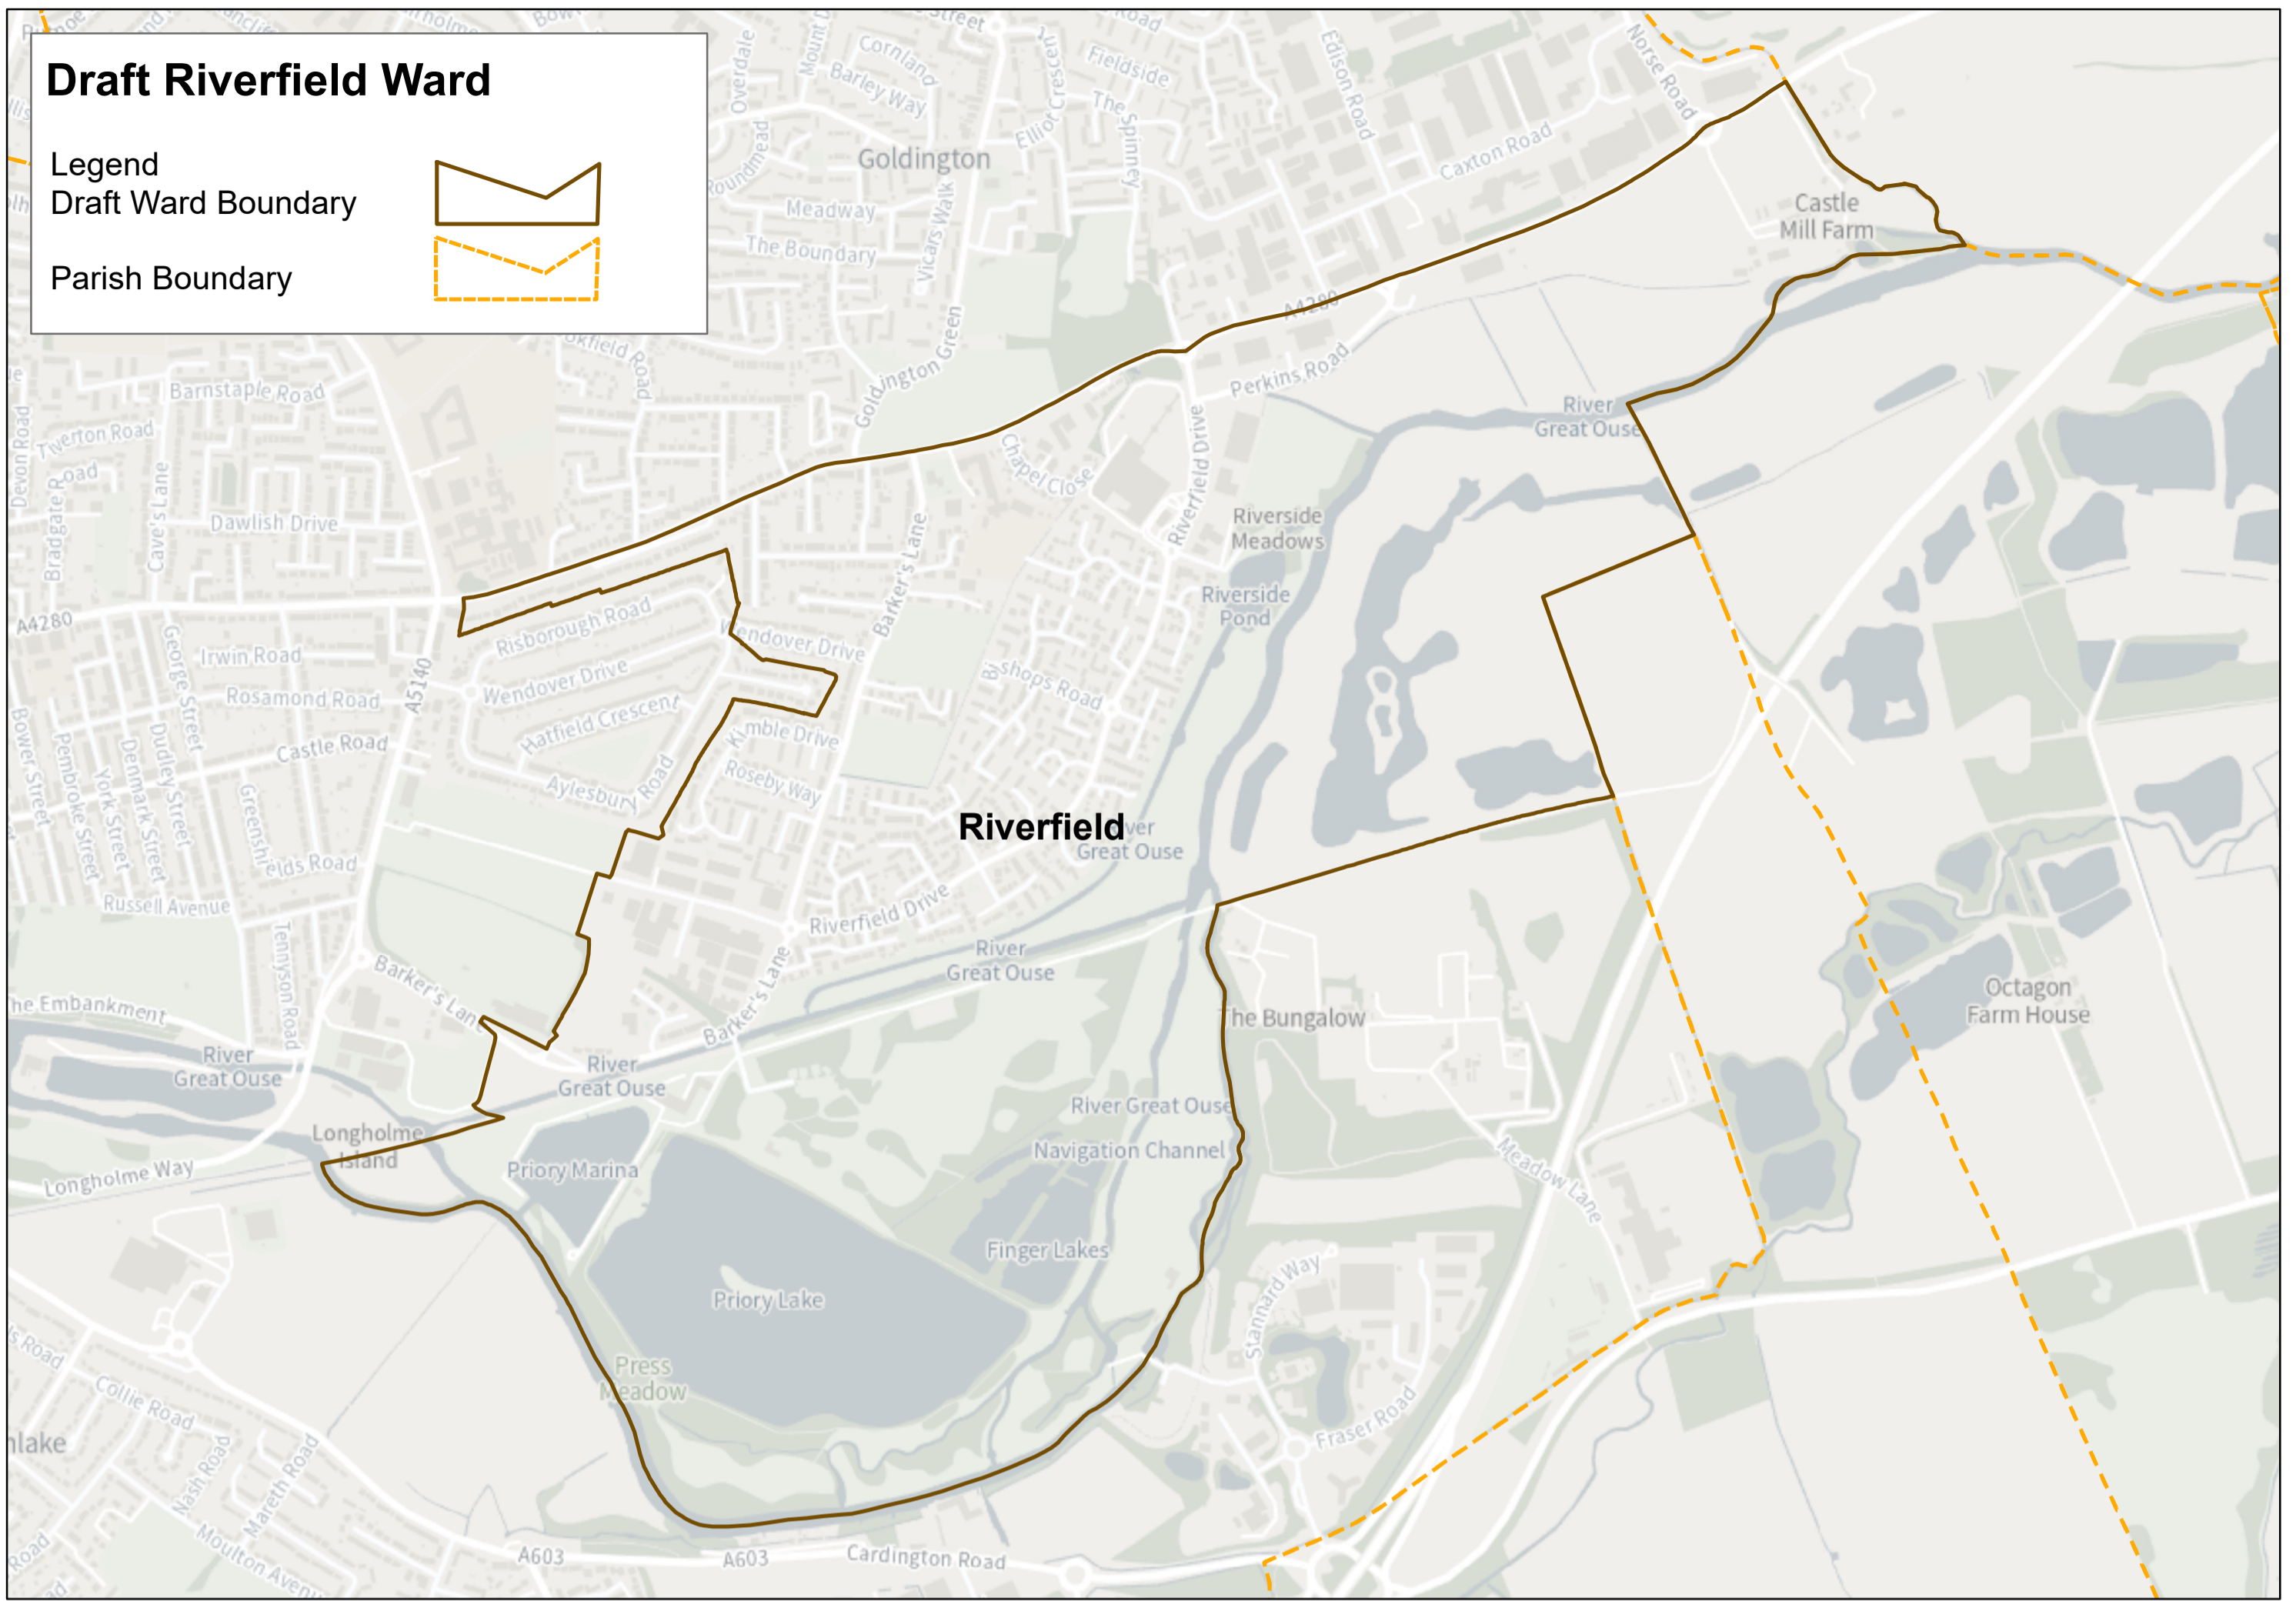 Draft Riverfield Ward
Legend
Draft Ward Boundary
Parish Boundary
Street
Road
Overdale
Cornland
Barley Way
Fieldside
The Spinney
Edison Road
Norse Road
Elliot Crescent
Goldington
Roundmead
Meadway
The Boundary
Vicars Walk
Caxton Road
Castle
Mill Farm
A4280
Perkins Road
Goldington Green
Road
Barnstaple Road
Tiverton Road
Devon Road
Cave's Lane
Dawlish Drive
Chapel Close
Riverfield Drive
River
Great Ouse
Riverside
Meadows
Riverside
Pond
Barker's Lane
A4280
George Street
Irwin Road
Rosamond Road
A5140
Risborough Road
Wendover Drive
Wendover Drive
Hatfield Crescent
Bishops Road
Castle Road
Kimble Drive
Roseby Way
Aylesbury Road
Bower Street
Pembroke Street
York Street
Denmark Street
Dudley Street
Greenshields Road
Riverfield
River
Great Ouse
Russell Avenue
Tennyson Road
Riverfield Drive
Barker's Lane
River
Great Ouse
Barker's Lane
The Embankment
River
Great Ouse
River
Great Ouse
The Bungalow
Octagon
Farm House
River Great Ouse
Navigation Channel
Longholme
Island
Longholme Way
Priory Marina
Meadow Lane
Finger Lakes
Priory Lake
Stannard Way
Press
Meadow
Fraser Road
Collie Road
Nash Road
Mareth Road
Moulton Avenu
Road
A603
A603
Cardington Road